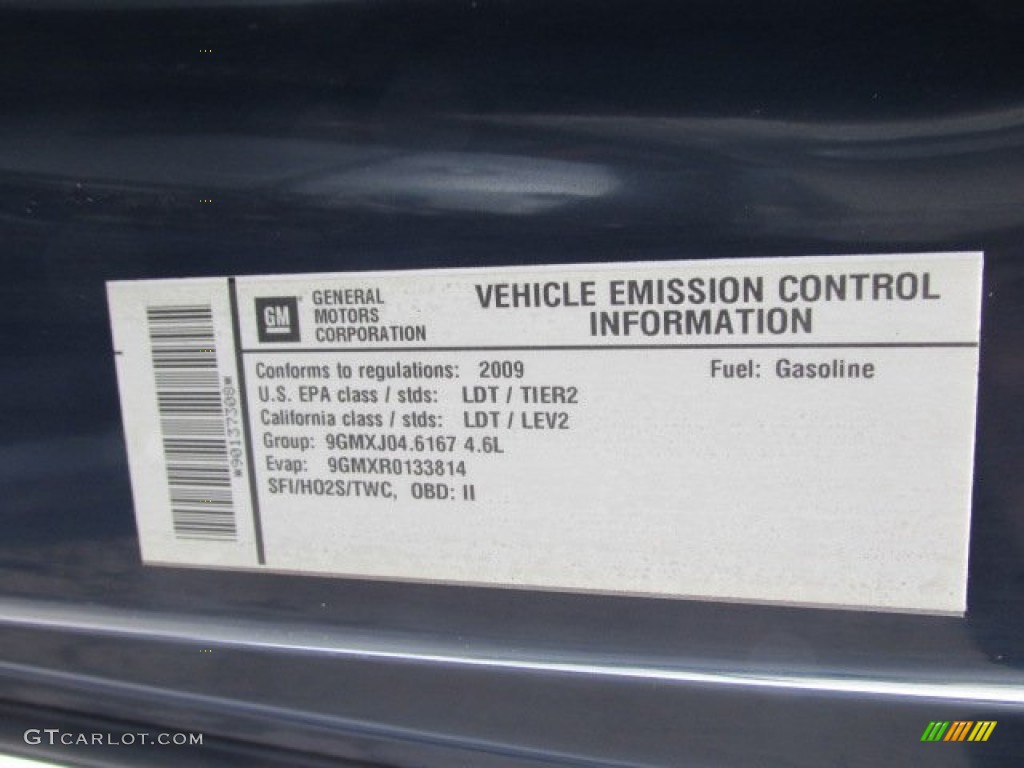 *90137308*
GM
GENERAL
MOTORS
CORPORATION
VEHICLE EMISSION CONTROL
INFORMATION
Conforms to regulations: 2009
Fuel: Gasoline
U.S. EPA class / stds: LDT / TIER2
California class / stds: LDT / LEV2
Group: 9GMXJ04.6167 4.6L
Evap: 9GMXR0133814
SFI/HO2S/TWC, OBD: II
GTCARLOT.COM